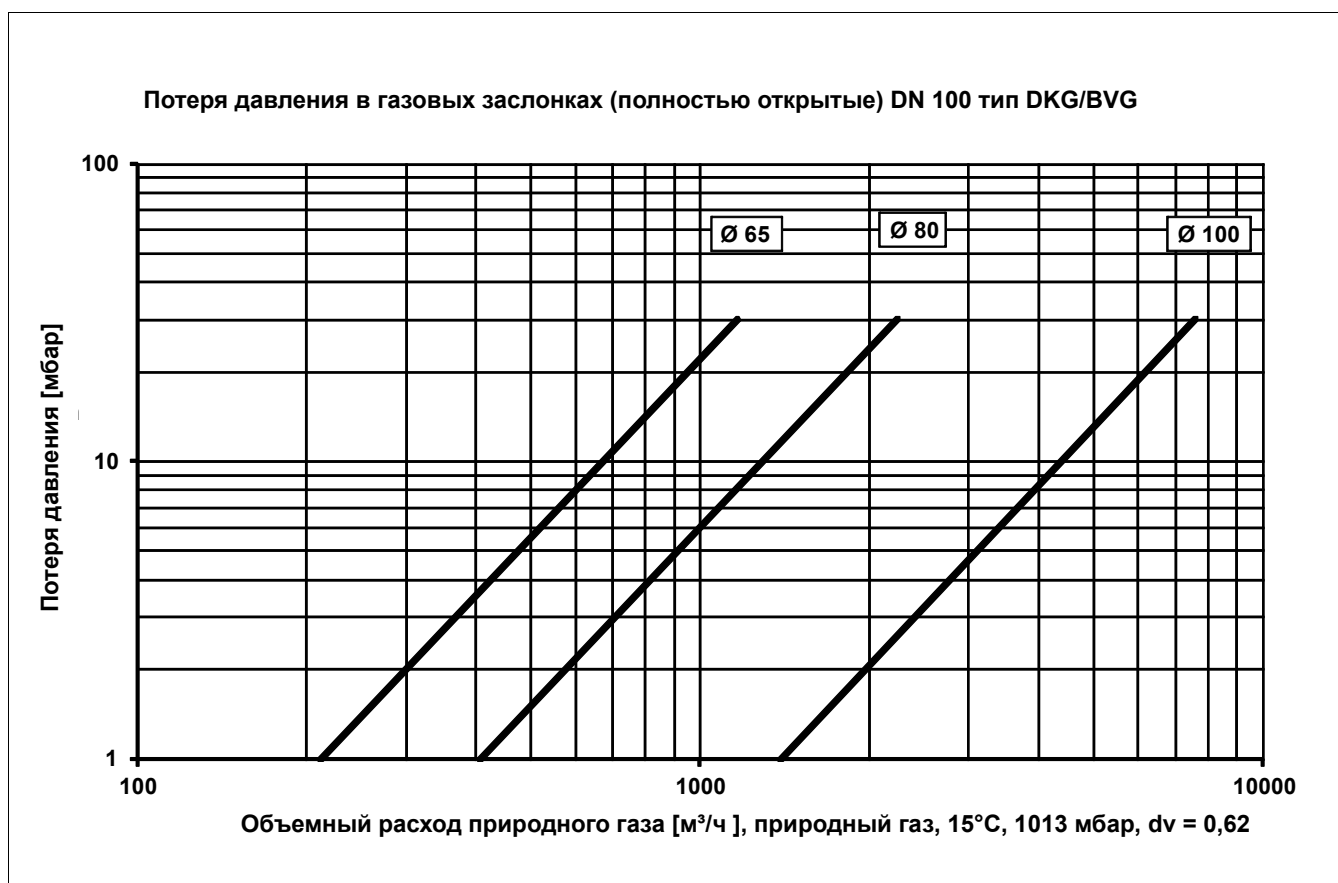 Потеря давления в газовых заслонках (полностью открытые) DN 100 тип DKG/BVG
100
Ø 65
Ø 80
Ø 100
Потеря давления [мбар]
10
1
100
1000
10000
Объемный расход природного газа [м³/ч ], природный газ, 15°C, 1013 мбар, dv = 0,62